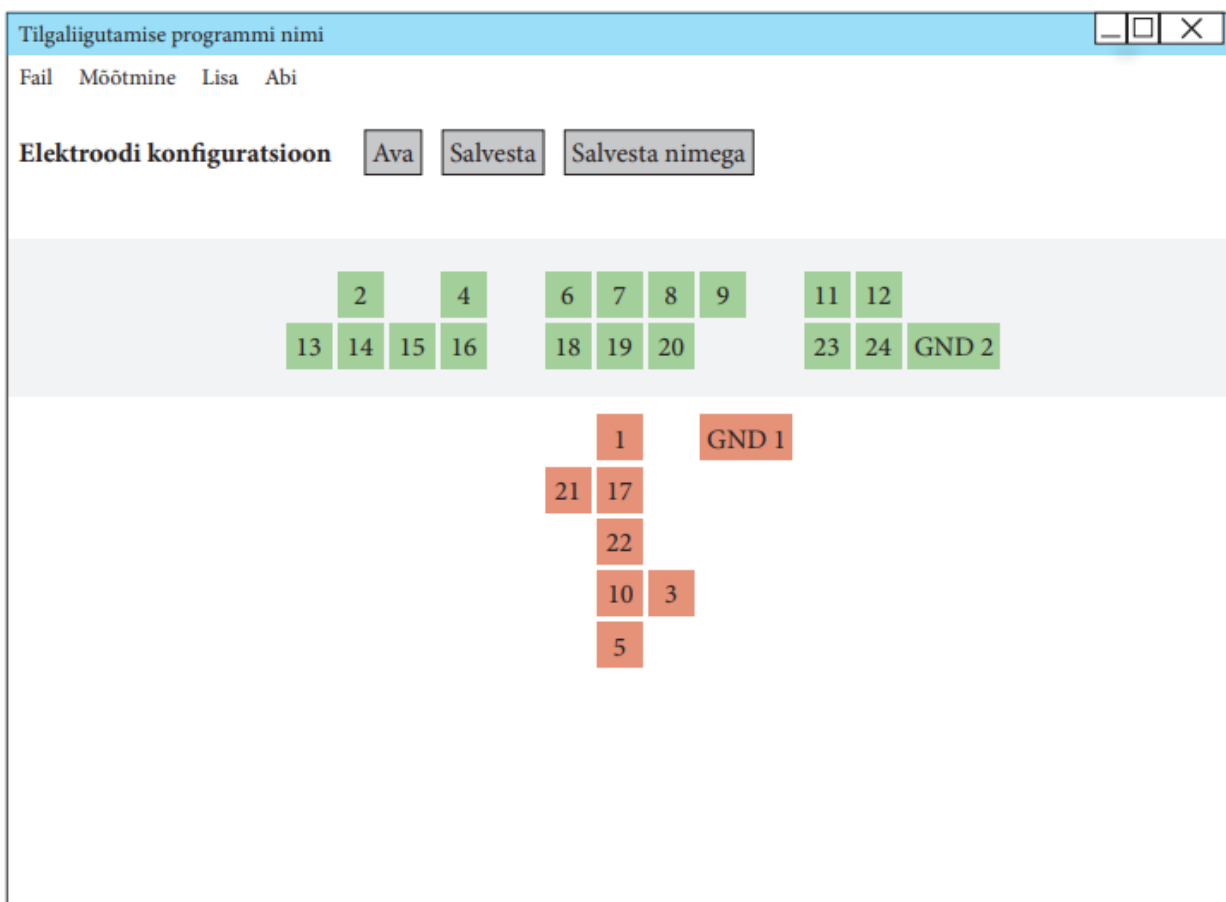 Tilgaliigutamise programmi nimi
Fail Mõõtmine Lisa Abi
Elektroodi konfiguratsioon Ava Salvesta Salvesta nimega
2 4 6 7 8 9 11 12
13 14 15 16 18 19 20 23 24 GND 2
1 GND 1
21 17
22
10 3
5